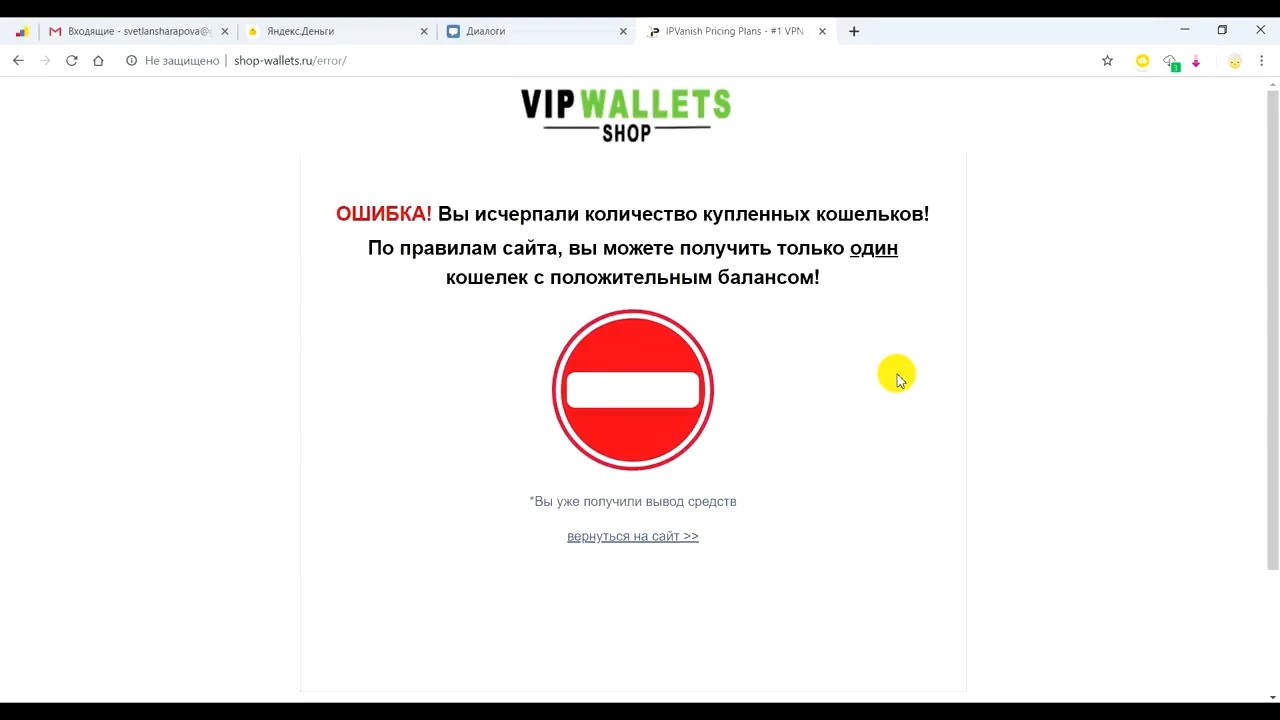 Входящие - svetlansharapova@g
Яндекс.Деньги
Диалоги
IPVanish Pricing Plans - #1 VPN
Не защищено | shop-wallets.ru/error/
3
VIP WALLETS
SHOP
ОШИБКА! Вы исчерпали количество купленных кошельков!
По правилам сайта, вы можете получить только один
кошелек с положительным балансом!
*Вы уже получили вывод средств
вернуться на сайт >>